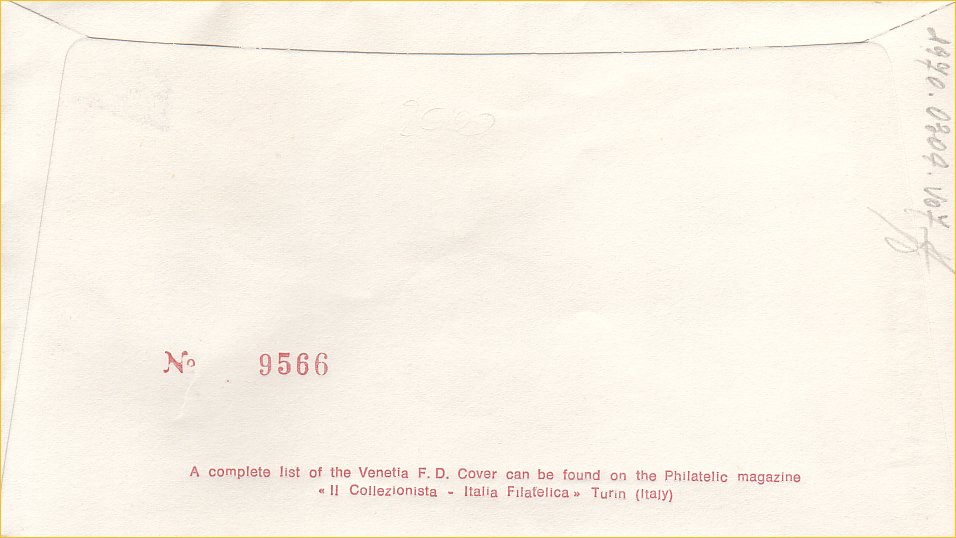 No 9566
A complete list of the Venetia F. D. Cover can be found on the Philatelic magazine
« Il Collezionista - Italia Filatelica » Turin (Italy)